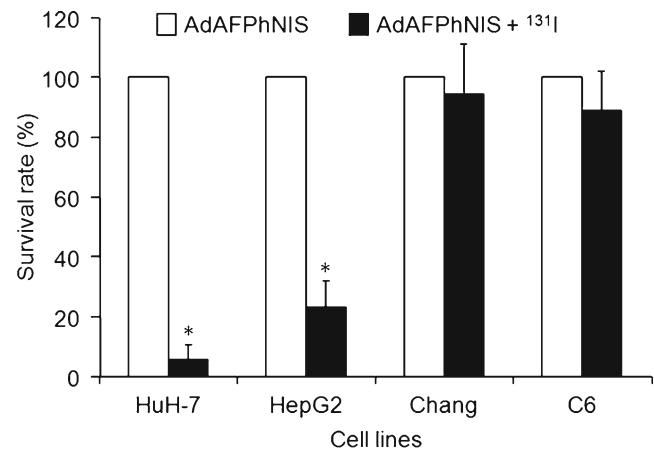 120
AdAFPhNIS AdAFPhNIS + ¹³¹I
100
80
60
40
20
0
Survival rate (%)
*
*
HuH-7 HepG2 Chang C6
Cell lines